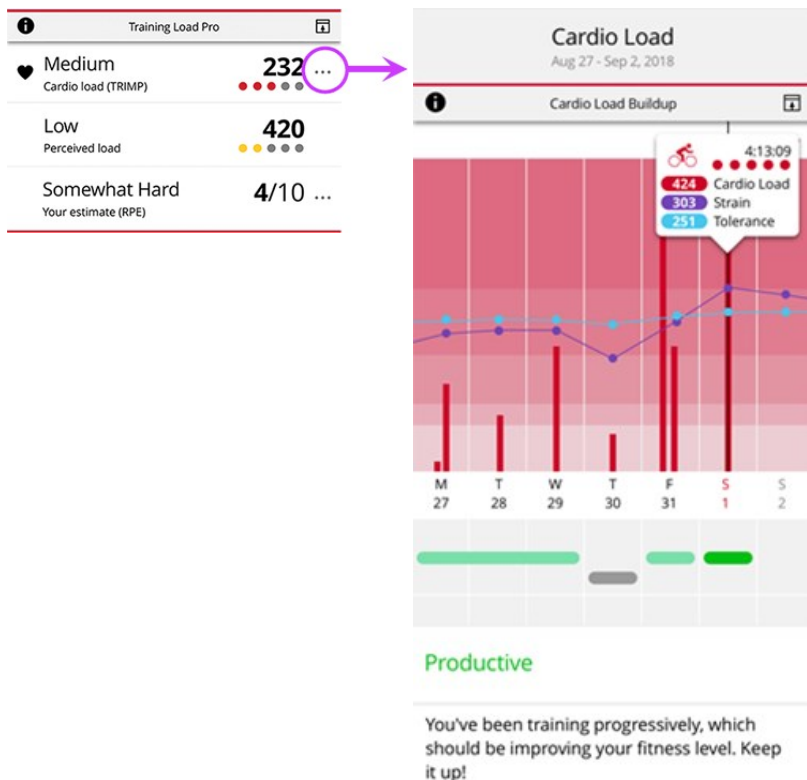 Training Load Pro
Medium
Cardio load (TRIMP)
232 ...
Low
Perceived load
420
Somewhat Hard
Your estimate (RPE)
4/10 ...
Cardio Load
Aug 27 - Sep 2, 2018
Cardio Load Buildup
4:13:09
424 Cardio Load
303 Strain
251 Tolerance
M T W T F S S
27 28 29 30 31 1 2
Productive
You've been training progressively, which
should be improving your fitness level. Keep
it up!